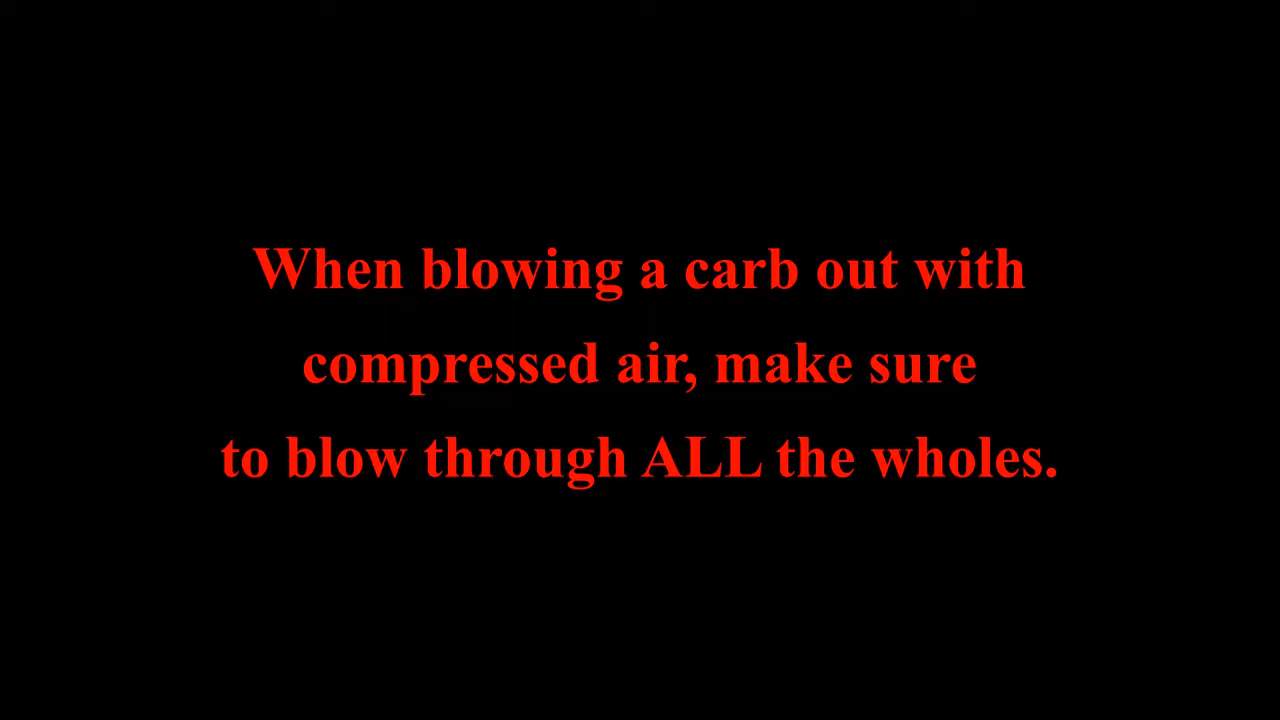 When blowing a carb out with
compressed air, make sure
to blow through ALL the wholes.